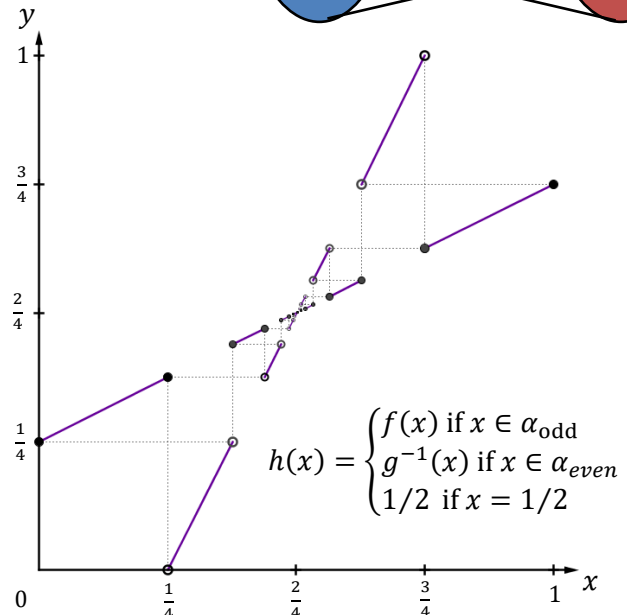 y
1
3/4
2/4
1/4
h(x) = { f(x) if x ∈ α_odd
g⁻¹(x) if x ∈ α_even
1/2 if x = 1/2
0 1/4 2/4 3/4 1 x